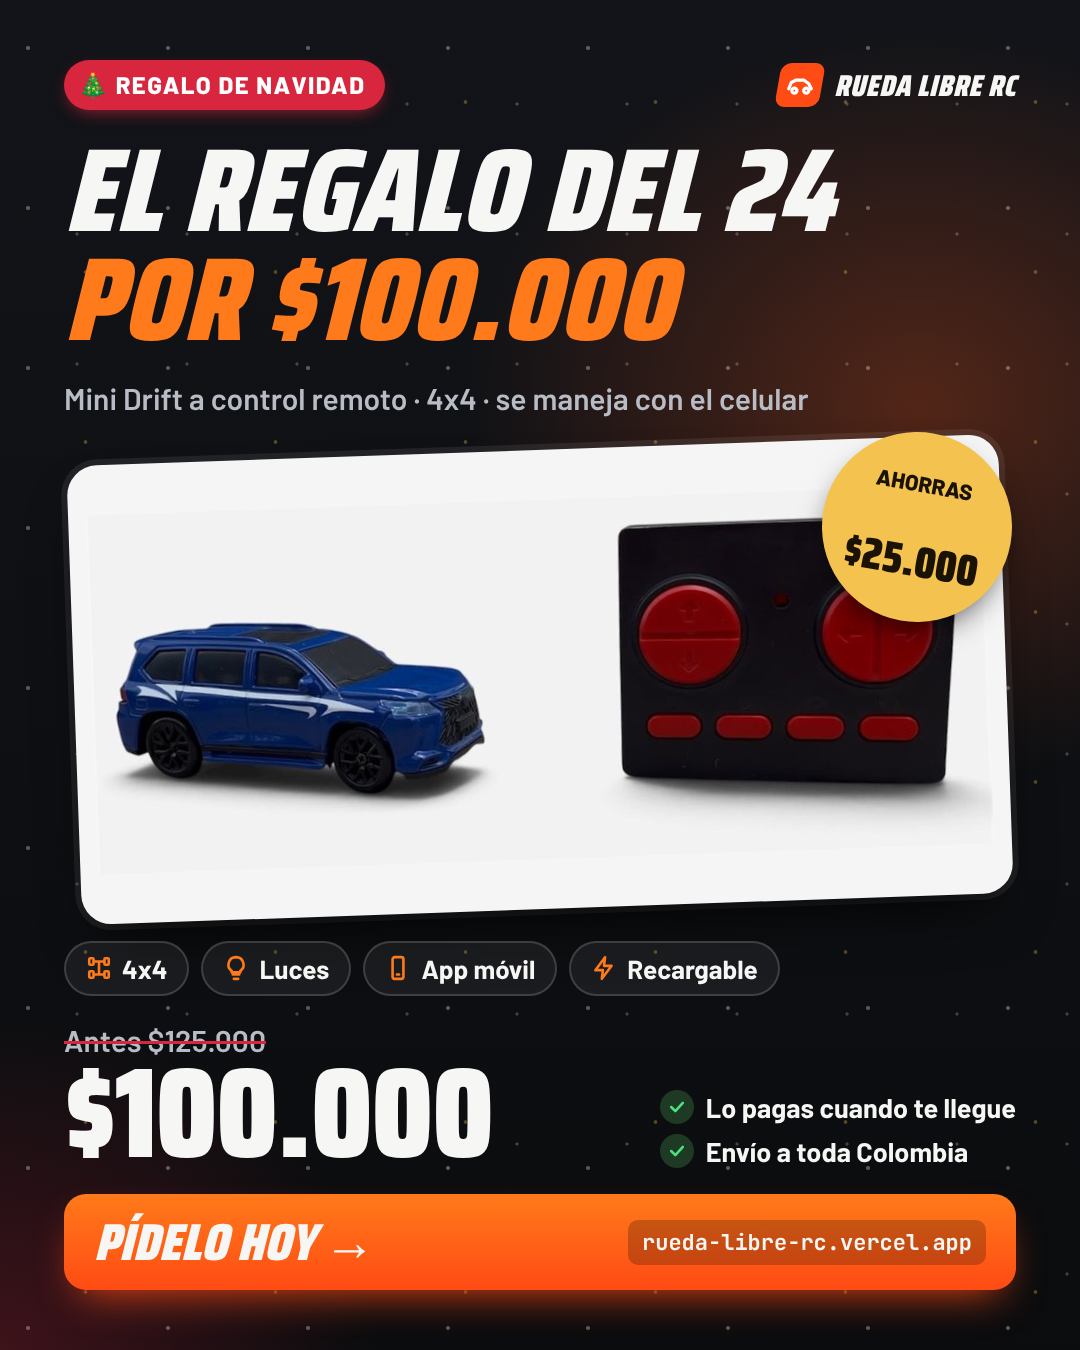 🎄 REGALO DE NAVIDAD
RUEDA LIBRE RC
EL REGALO DEL 24
POR $100.000
Mini Drift a control remoto · 4x4 · se maneja con el celular
AHORRAS
$25.000
4x4
Luces
App móvil
Recargable
Antes $125.000
$100.000
Lo pagas cuando te llegue
Envío a toda Colombia
PÍDELO HOY →
rueda-libre-rc.vercel.app